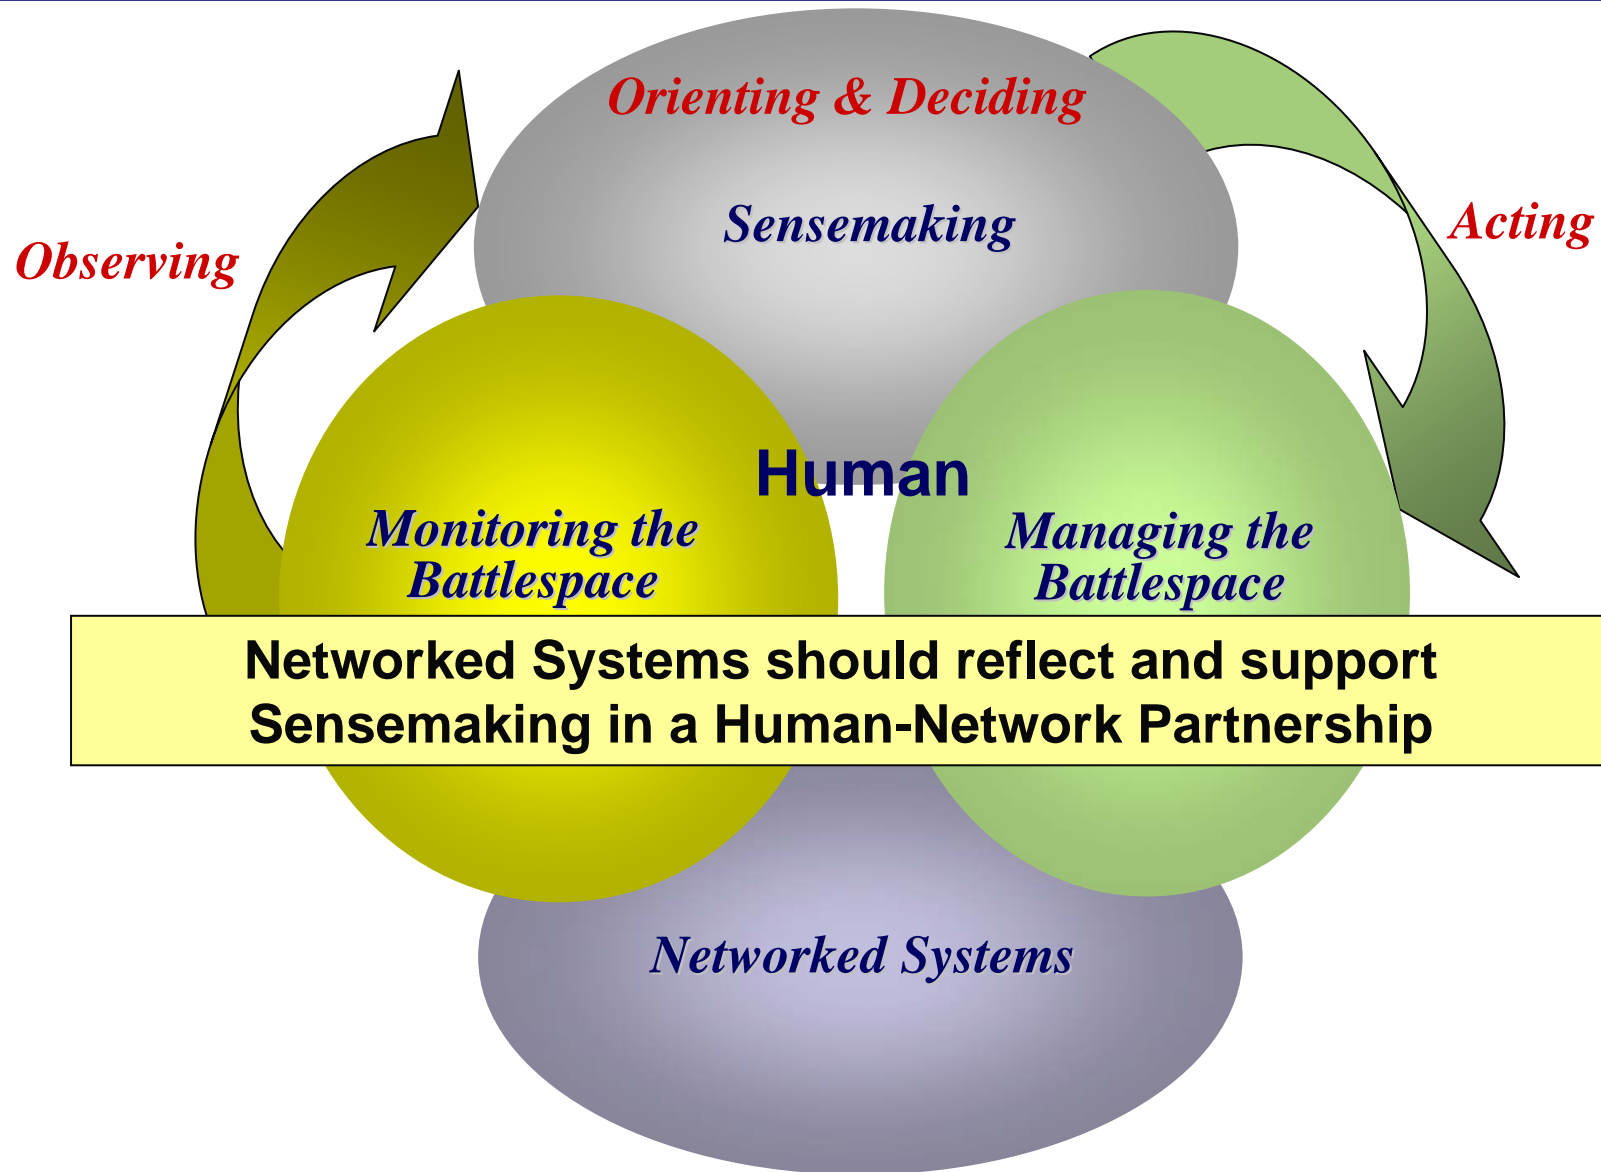 Orienting & Deciding
Sensemaking
Observing
Acting
Human
Monitoring the
Battlespace
Managing the
Battlespace
Networked Systems should reflect and support
Sensemaking in a Human-Network Partnership
Networked Systems